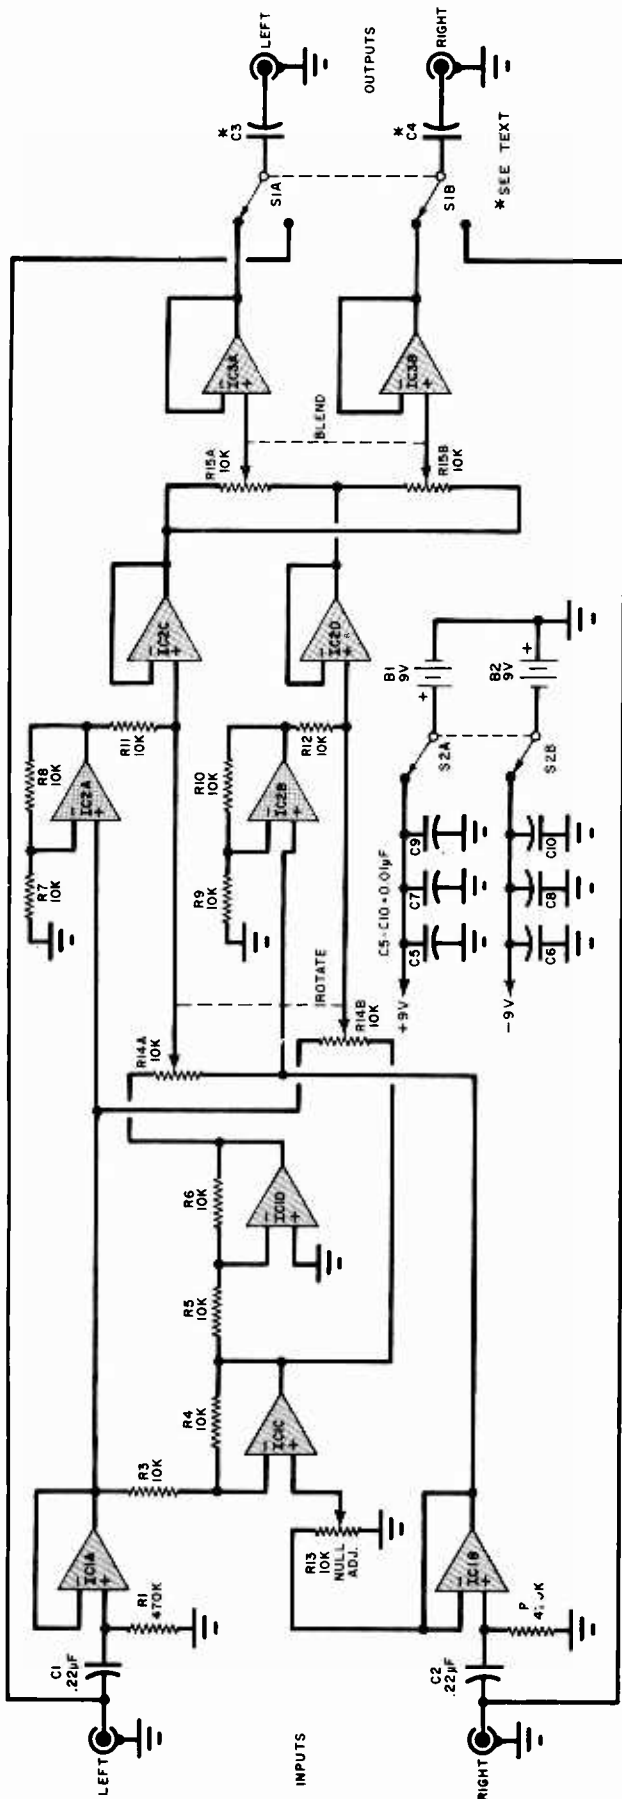 LEFT
C1
.22µF
R1
470K
IC1A
−
+
R3
10K
R4
10K
R5
10K
R6
10K
IC1C
−
+
IC1D
−
+
R13
10K
NULL
ADJ.
INPUTS
RIGHT
C2
.22µF
IC1B
−
+
R14A
10K
ROTATE
R14B
10K
R7
10K
R8
10K
IC2A
−
+
R11
10K
R9
10K
R10
10K
IC2B
−
+
R12
10K
IC2C
−
+
IC2D
−
+
R15A
10K
BLEND
R15B
10K
IC3A
−
+
IC3B
−
+
S1A
S1B
*
C3
*
C4
LEFT
OUTPUTS
RIGHT
*SEE TEXT
+9V
C5-C10=0.01µF
C5
C7
C9
S2A
B1
9V
+
−9V
C6
C8
C10
S2B
B2
9V
+